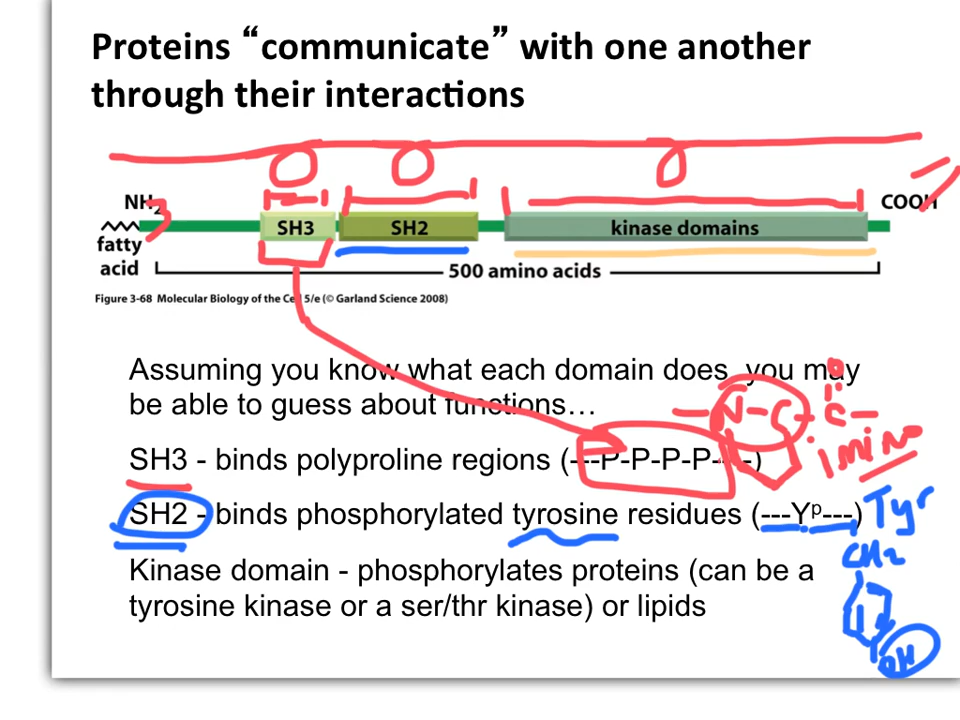 Proteins “communicate” with one another
through their interactions
NH2
COOH
SH3
SH2
kinase domains
fatty
acid
500 amino acids
Figure 3-68 Molecular Biology of the Cell 5/e (© Garland Science 2008)
Assuming you know what each domain does, you may
be able to guess about functions…
N-C-C-
imino
SH3 - binds polyproline regions (---P-P-P-P---)
SH2 - binds phosphorylated tyrosine residues (---Yᵖ---)
Tyr
CH2
OH
Kinase domain - phosphorylates proteins (can be a
tyrosine kinase or a ser/thr kinase) or lipids